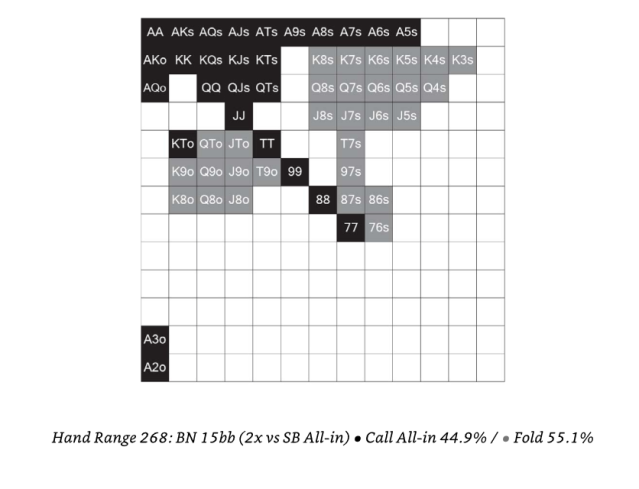 AA AKs AQs AJs ATs A9s A8s A7s A6s A5s
AKo KK KQs KJs KTs K8s K7s K6s K5s K4s K3s
AQo QQ QJs QTs Q8s Q7s Q6s Q5s Q4s
JJ J8s J7s J6s J5s
KTo QTo JTo TT T7s
K9o Q9o J9o T9o 99 97s
K8o Q8o J8o 88 87s 86s
77 76s
A3o
A2o
Hand Range 268: BN 15bb (2x vs SB All-in) • Call All-in 44.9% / • Fold 55.1%